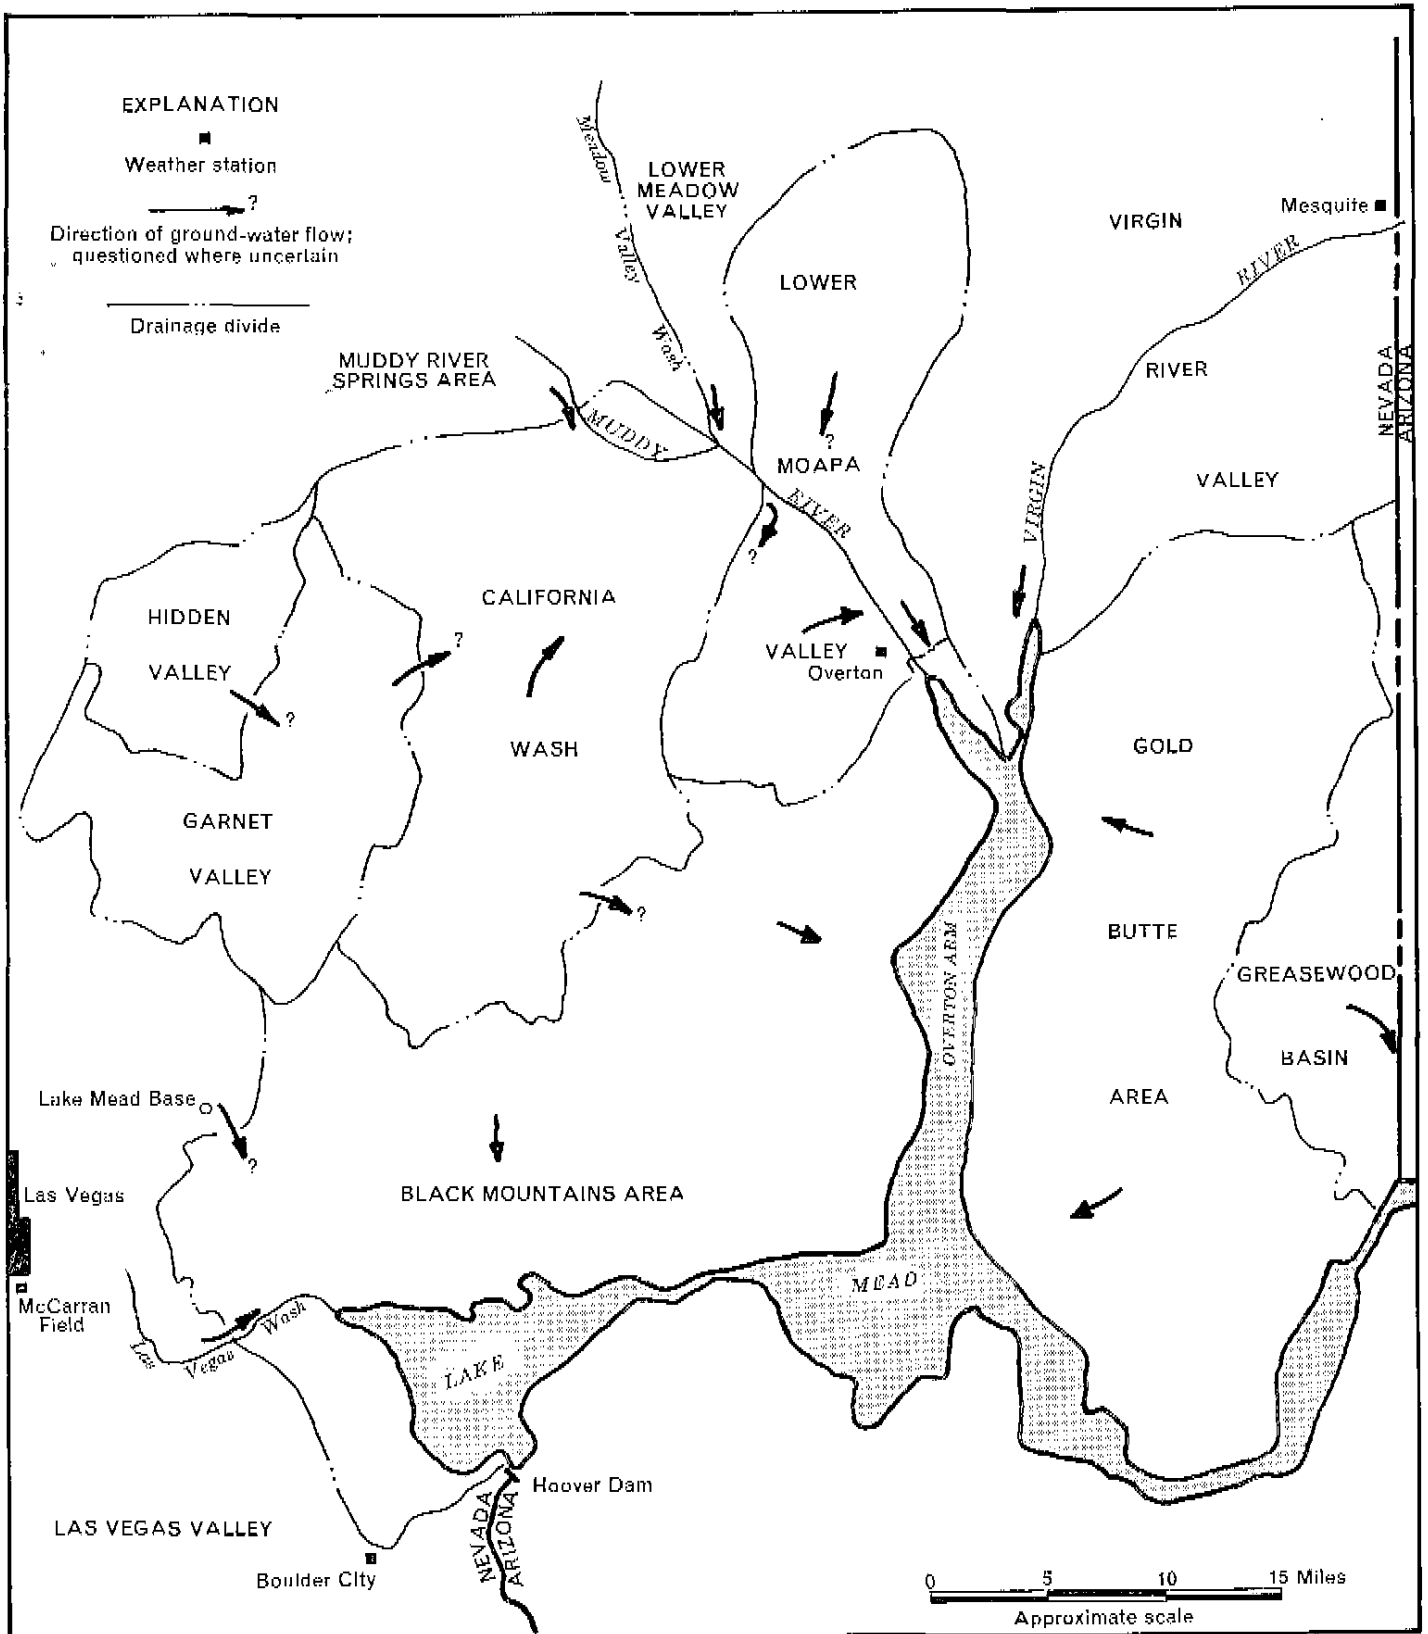 EXPLANATION
Weather station
?
Direction of ground-water flow;
questioned where uncertain
Drainage divide
Meadow
Valley
Wash
LOWER
MEADOW
VALLEY
MUDDY RIVER
SPRINGS AREA
MUDDY
RIVER
LOWER
?
MOAPA
VALLEY
Overton
VIRGIN
RIVER
VALLEY
Mesquite
VIRGIN
RIVER
NEVADA
ARIZONA
HIDDEN
VALLEY
?
GARNET
VALLEY
CALIFORNIA
WASH
?
?
?
GOLD
BUTTE
AREA
GREASEWOOD
BASIN
OVERTON ARM
Lake Mead Base
?
Las Vegas
McCarran
Field
BLACK MOUNTAINS AREA
Las
Vegas
Wash
LAKE
MEAD
Hoover Dam
NEVADA
ARIZONA
LAS VEGAS VALLEY
Boulder City
0 5 10 15 Miles
Approximate scale